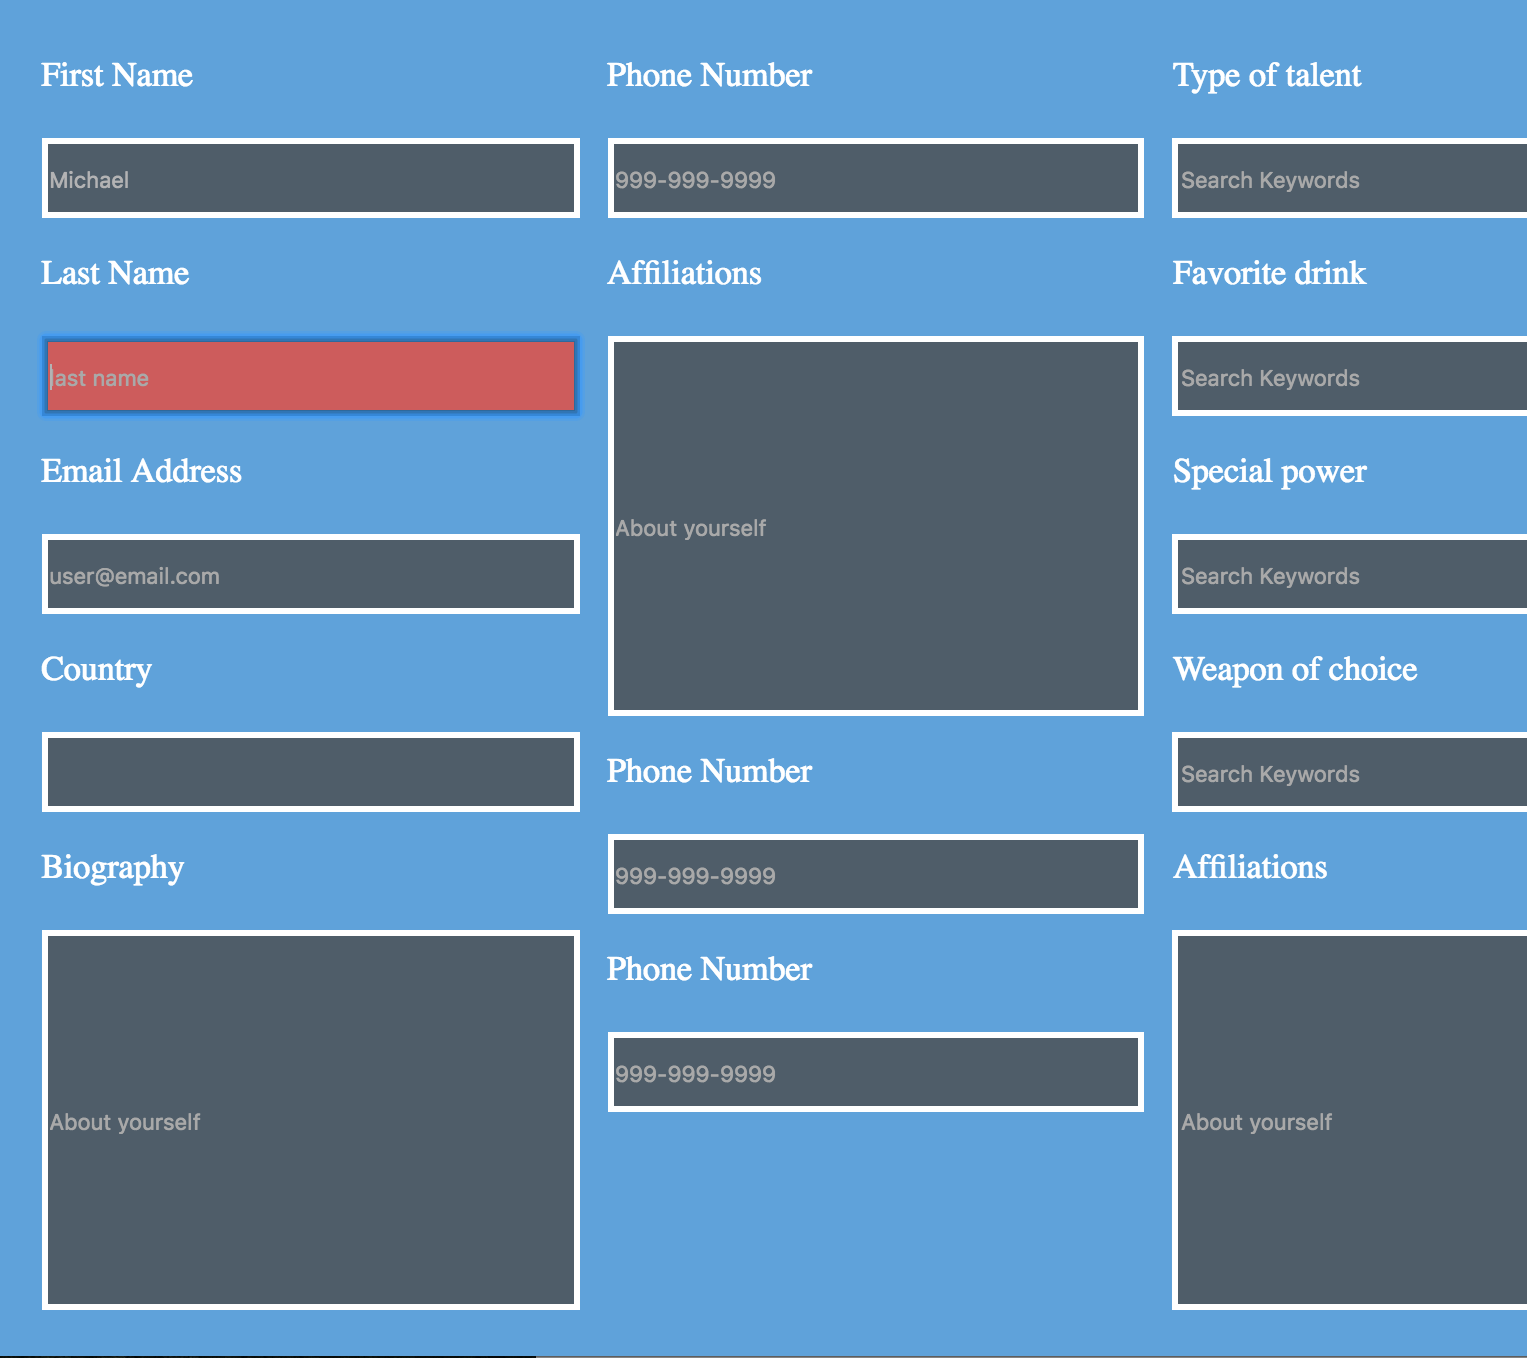 First Name
Michael
Last Name
last name
Email Address
user@email.com
Country
Biography
About yourself
Phone Number
999-999-9999
Affiliations
About yourself
Phone Number
999-999-9999
Phone Number
999-999-9999
Type of talent
Search Keywords
Favorite drink
Search Keywords
Special power
Search Keywords
Weapon of choice
Search Keywords
Affiliations
About yourself